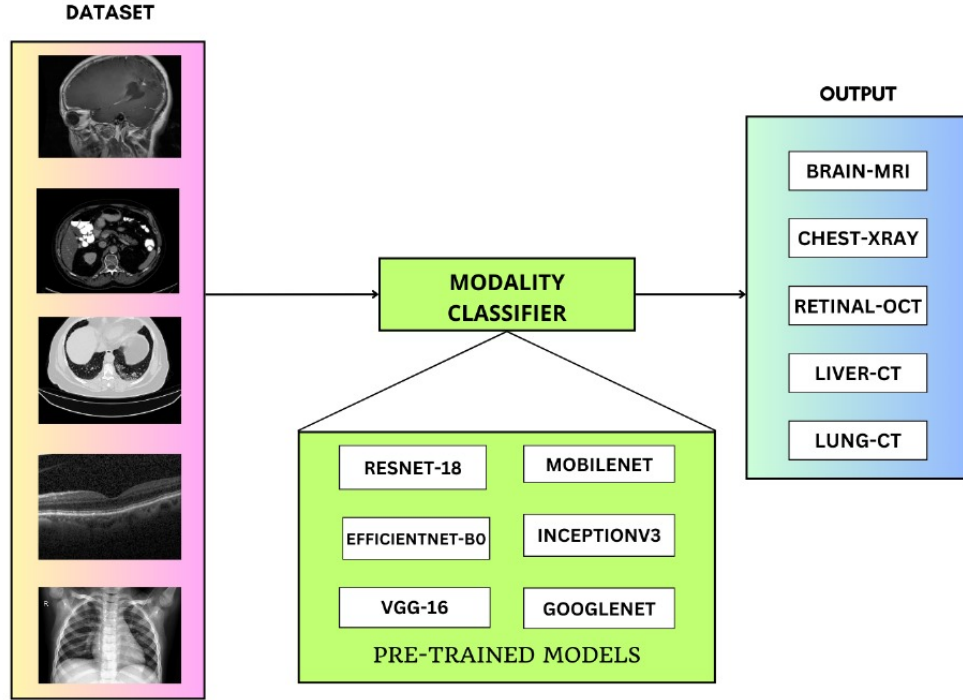 DATASET
R
MODALITY
CLASSIFIER
RESNET-18
MOBILENET
EFFICIENTNET-B0
INCEPTIONV3
VGG-16
GOOGLENET
PRE-TRAINED MODELS
OUTPUT
BRAIN-MRI
CHEST-XRAY
RETINAL-OCT
LIVER-CT
LUNG-CT